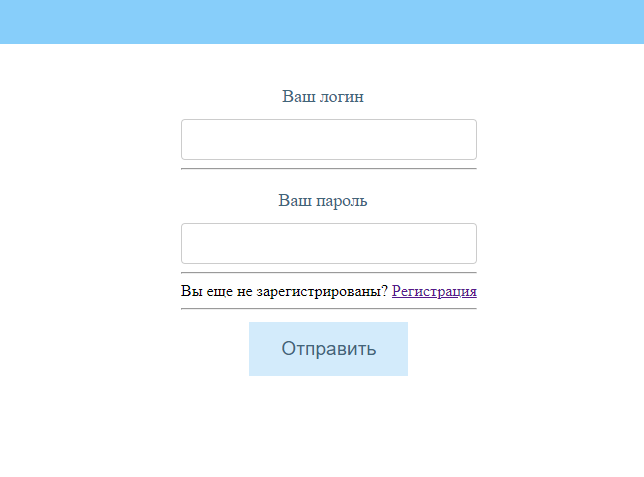 Ваш логин
Ваш пароль
Вы еще не зарегистрированы? Регистрация
Отправить